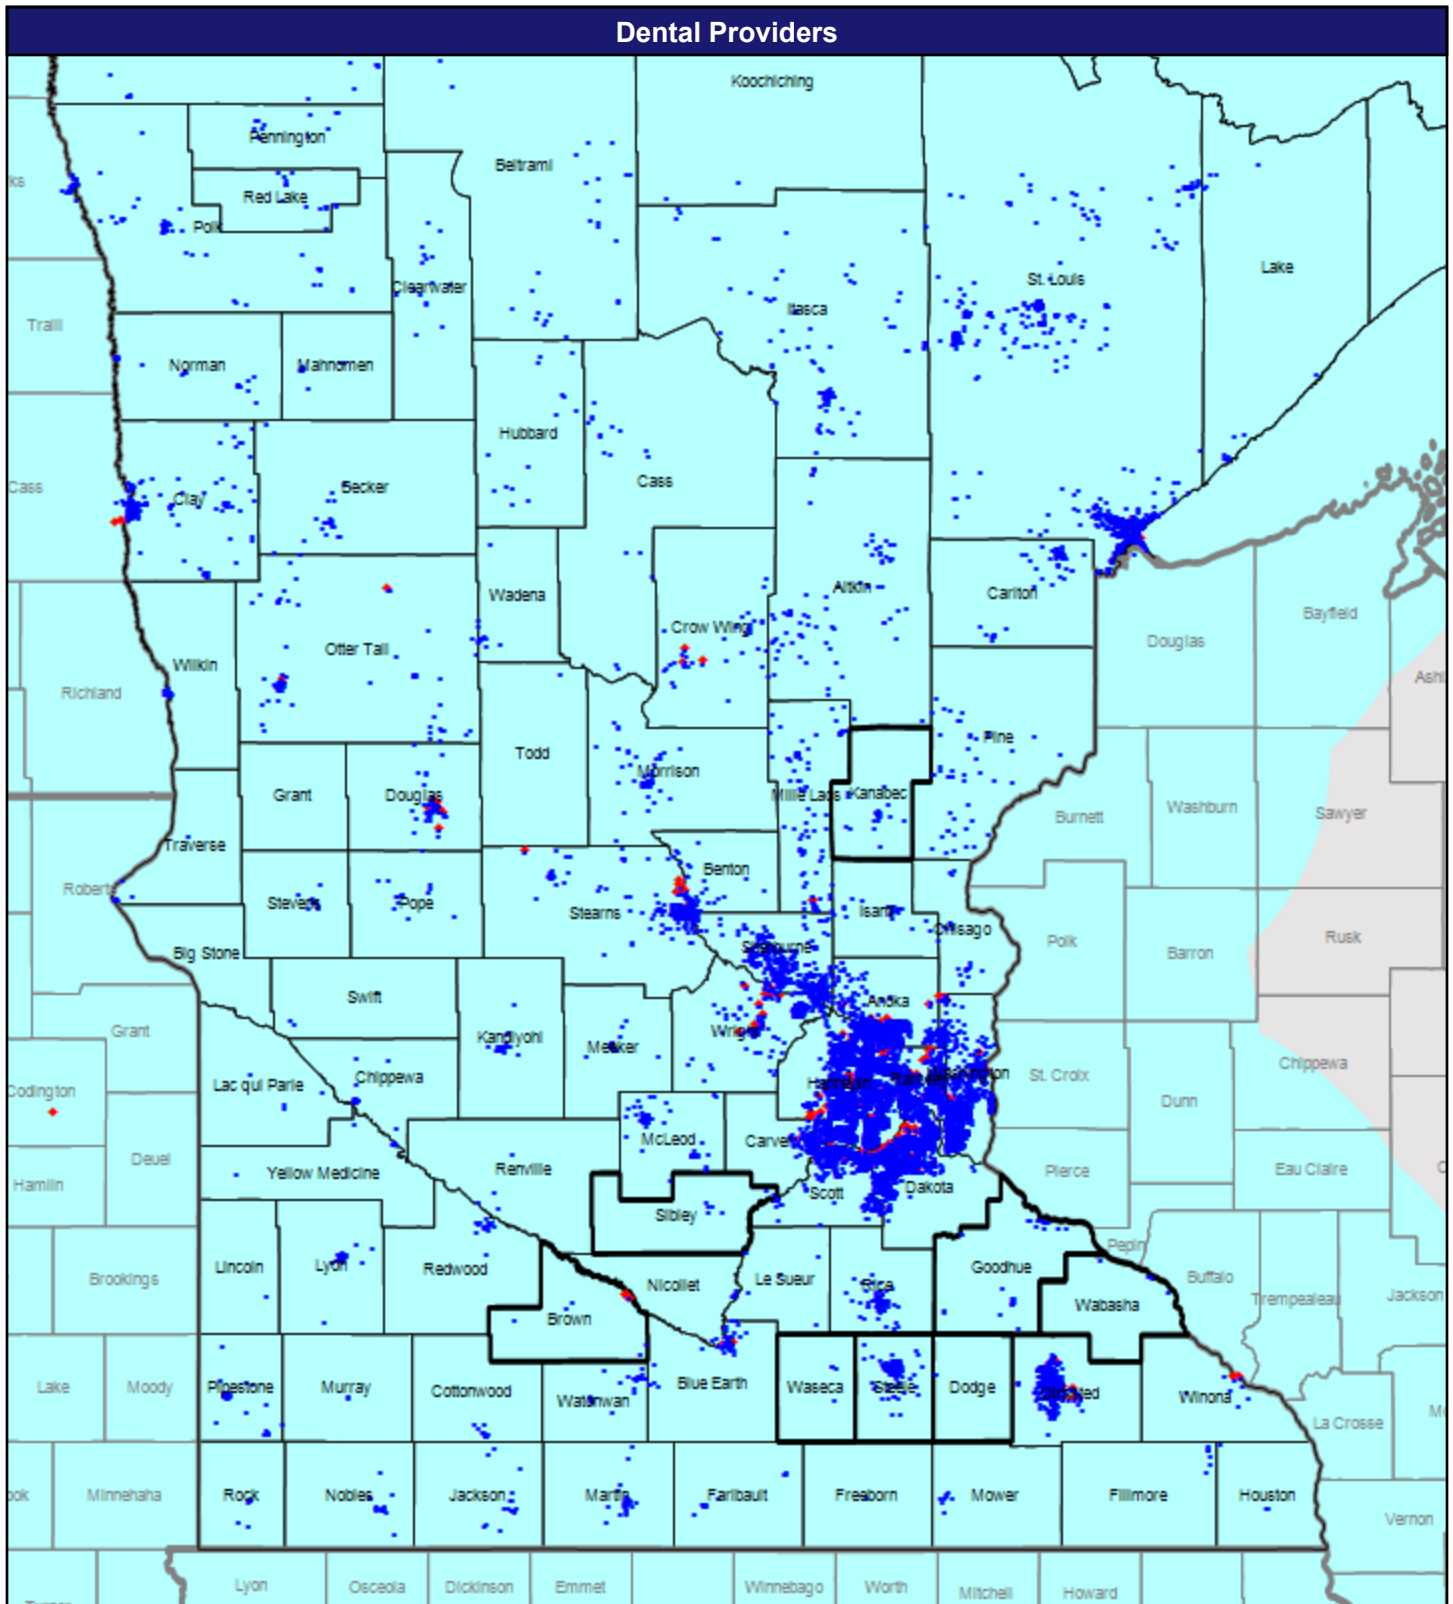 Dental Providers
Koochiching
Pennington
Beltrami
ks
Red Lake
Polk
Lake
St. Louis
Clearwater
Itasca
Traill
Norman
Mahnomen
Hubbard
Cass
Cass
Clay
Becker
Aitkin
Wadena
Carlton
Bayfield
Crow Wing
Douglas
Otter Tail
Wilkin
Richland
Ashl
Pine
Todd
Morrison
Grant
Douglas
Mille Lacs
Kanabec
Washburn
Sawyer
Burnett
Traverse
Benton
Roberts
Stevens
Pope
Stearns
Isanti
Chisago
Rusk
Polk
Sherburne
Big Stone
Barron
Swift
Anoka
Grant
Wright
Kandiyohi
Meeker
Chippewa
Hennepin
Ramsey
Washington
St. Croix
Chippewa
Lac qui Parle
Codington
Dunn
McLeod
Carver
Deuel
Renville
Yellow Medicine
Pierce
Eau Claire
C
Hamlin
Scott
Dakota
Sibley
Pepin
Lincoln
Lyon
Redwood
Goodhue
Brookings
Nicollet
Le Sueur
Rice
Buffalo
Trempealeau
Jackson
Wabasha
Brown
Lake
Moody
Pipestone
Murray
Cottonwood
Watonwan
Blue Earth
Waseca
Steele
Dodge
Olmsted
Winona
La Crosse
Mo
ook
Minnehaha
Rock
Nobles
Jackson
Martin
Faribault
Freeborn
Mower
Fillmore
Houston
Vernon
Lyon
Osceola
Dickinson
Emmet
Winnebago
Worth
Mitchell
Howard